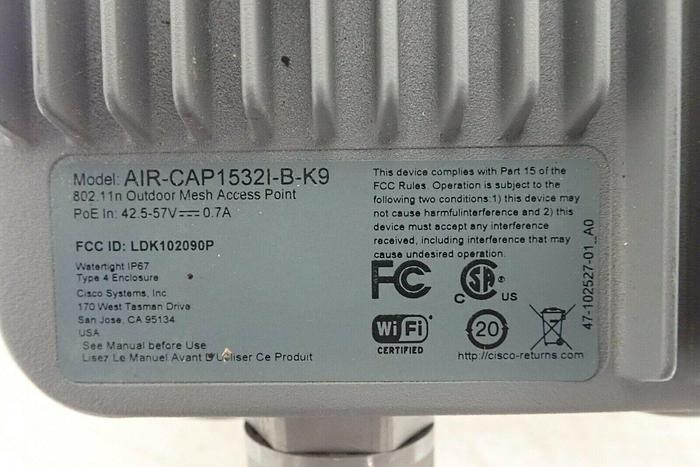 Model: AIR-CAP1532I-B-K9
802.11n Outdoor Mesh Access Point
PoE In: 42.5-57V⎓ 0.7A
FCC ID: LDK102090P
Watertight IP67
Type 4 Enclosure
Cisco Systems, Inc
170 West Tasman Drive
San Jose, CA 95134
USA
See Manual before Use
Lisez Le Manuel Avant D'Utiliser Ce Produit
This device complies with Part 15 of the
FCC Rules. Operation is subject to the
following two conditions:1) this device may
not cause harmfulinterference and 2) this
device must accept any interference
received, including interference that may
cause undesired operation.
FC
C SA ® US
Wi Fi
CERTIFIED
20
http://cisco-returns.com
47-102527-01_A0